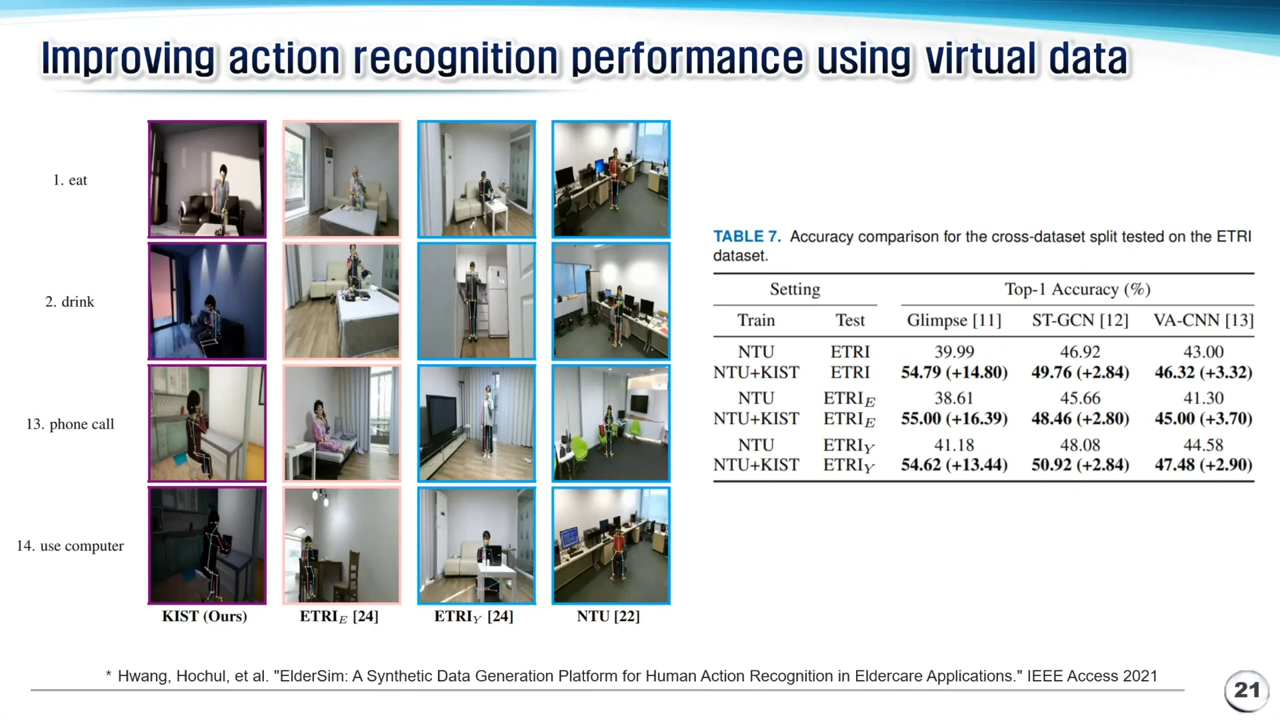 Improving action recognition performance using virtual data
1. eat
2. drink
13. phone call
14. use computer
KIST (Ours) ETRI_E [24] ETRI_Y [24] NTU [22]
TABLE 7. Accuracy comparison for the cross-dataset split tested on the ETRI
dataset.
Setting Top-1 Accuracy (%)
Train Test Glimpse [11] ST-GCN [12] VA-CNN [13]
NTU ETRI 39.99 46.92 43.00
NTU+KIST ETRI 54.79 (+14.80) 49.76 (+2.84) 46.32 (+3.32)
NTU ETRI_E 38.61 45.66 41.30
NTU+KIST ETRI_E 55.00 (+16.39) 48.46 (+2.80) 45.00 (+3.70)
NTU ETRI_Y 41.18 48.08 44.58
NTU+KIST ETRI_Y 54.62 (+13.44) 50.92 (+2.84) 47.48 (+2.90)
* Hwang, Hochul, et al. "ElderSim: A Synthetic Data Generation Platform for Human Action Recognition in Eldercare Applications." IEEE Access 2021
21